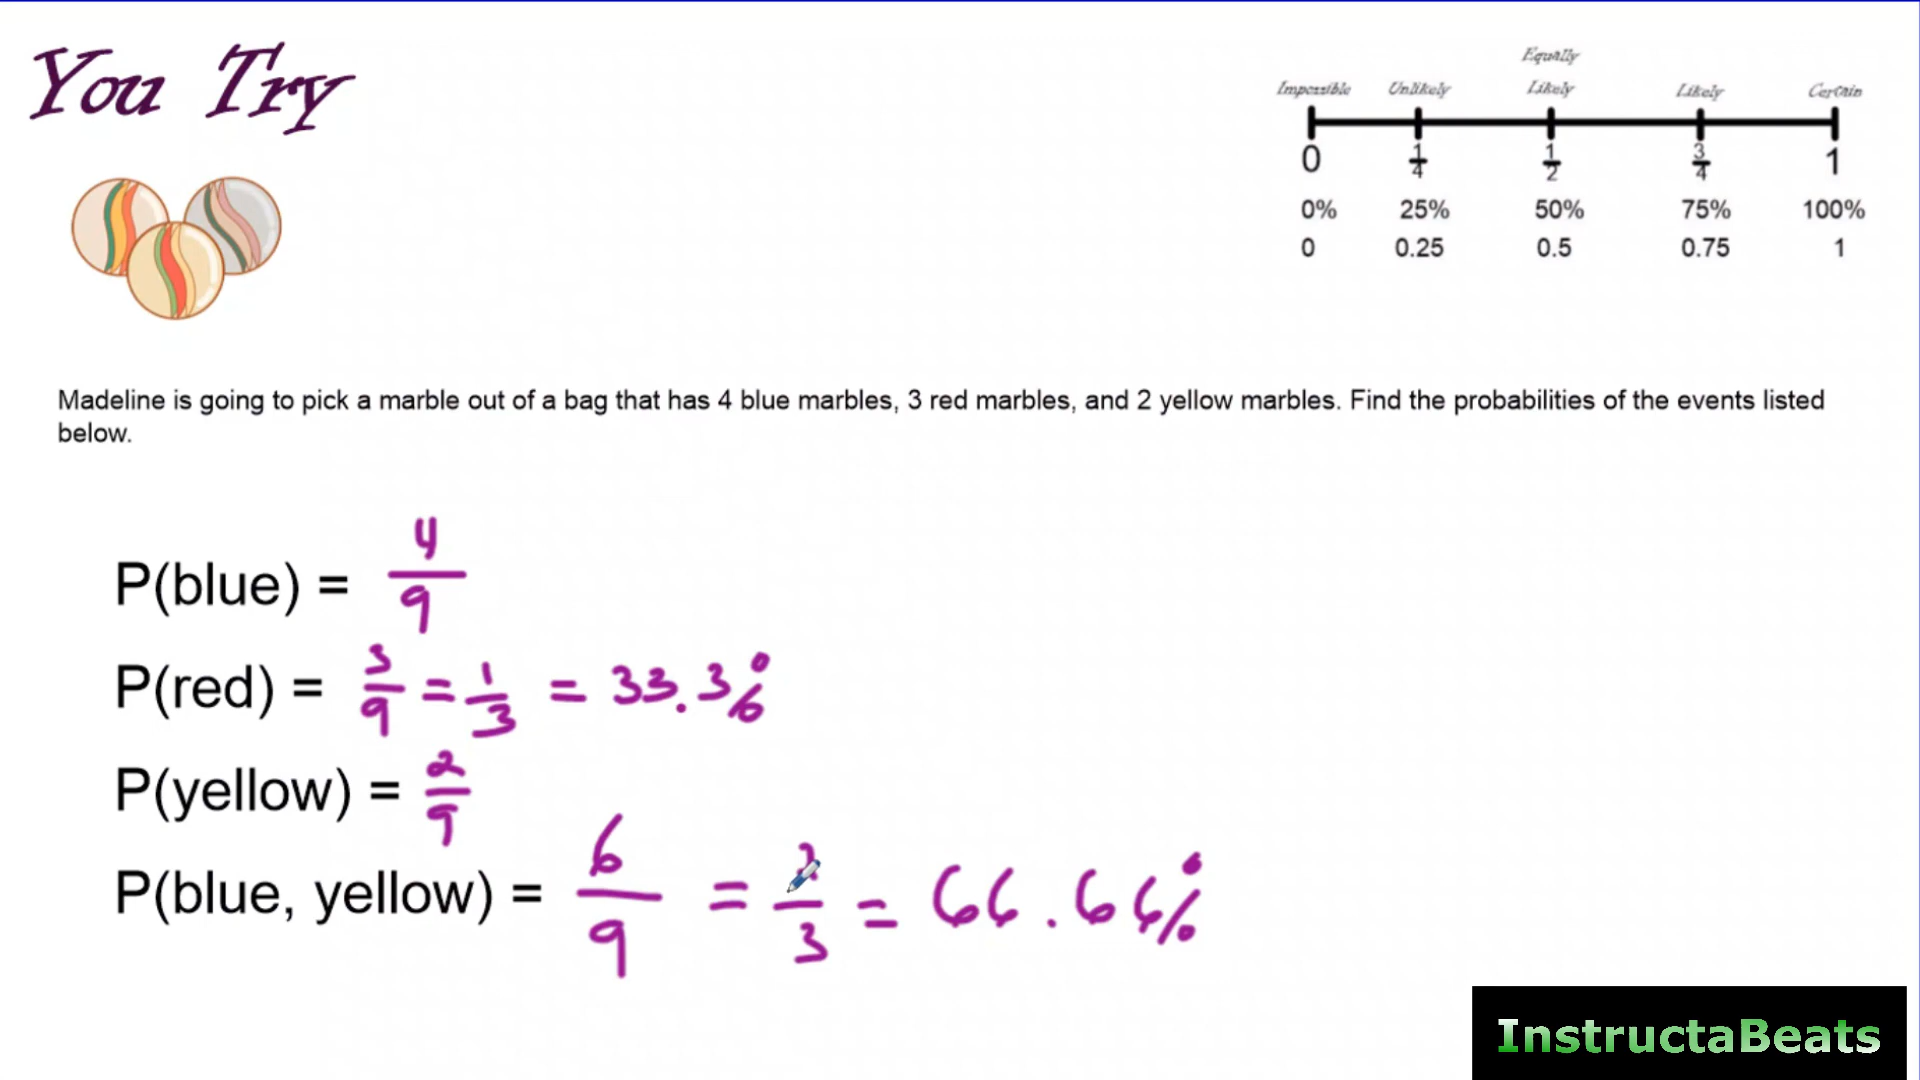 You Try
Equally
Impossible Unlikely Likely Likely Certain
0 1/4 1/2 3/4 1
0% 25% 50% 75% 100%
0 0.25 0.5 0.75 1
Madeline is going to pick a marble out of a bag that has 4 blue marbles, 3 red marbles, and 2 yellow marbles. Find the probabilities of the events listed
below.
P(blue) = 4/9
P(red) = 3/9 = 1/3 = 33.3%
P(yellow) = 2/9
P(blue, yellow) = 6/9 = 2/3 = 66.66%
InstructaBeats